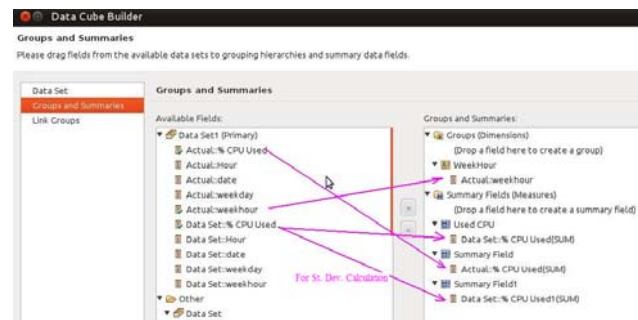 Data Cube Builder
Groups and Summaries
Please drag fields from the available data sets to grouping hierarchies and summary data fields.
Data Set
Groups and Summaries
Link Groups
Groups and Summaries
Available Fields:
Data Set1 (Primary)
Actual::% CPU Used
Actual::Hour
Actual::date
Actual::weekday
Actual::weekhour
Data Set::% CPU Used
Data Set::Hour
Data Set::date
Data Set::weekday
Data Set::weekhour
Other
Data Set
For St. Dev. Calculation
Groups and Summaries:
Groups (Dimensions)
(Drop a field here to create a group)
WeekHour
Actual::weekhour
Summary Fields (Measures)
(Drop a field here to create a summary field)
Used CPU
Data Set::% CPU Used(SUM)
Summary Field
Actual::% CPU Used(SUM)
Summary Field1
Data Set::% CPU Used1(SUM)